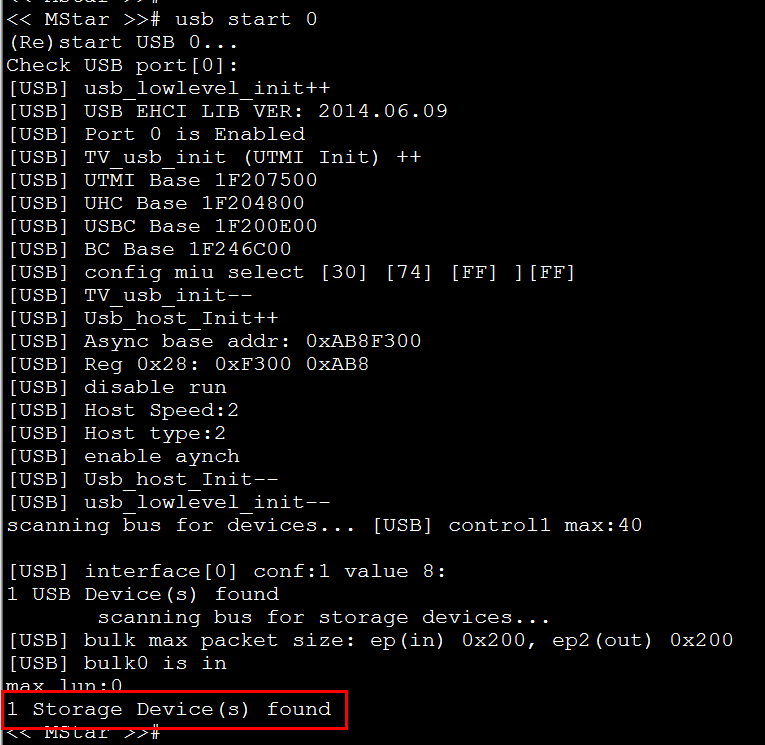 << MStar >>#
<< MStar >># usb start 0
(Re)start USB 0...
Check USB port[0]:
[USB] usb_lowlevel_init++
[USB] USB EHCI LIB VER: 2014.06.09
[USB] Port 0 is Enabled
[USB] TV_usb_init (UTMI Init) ++
[USB] UTMI Base 1F207500
[USB] UHC Base 1F204800
[USB] USBC Base 1F200E00
[USB] BC Base 1F246C00
[USB] config miu select [30] [74] [FF] ][FF]
[USB] TV_usb_init--
[USB] Usb_host_Init++
[USB] Async base addr: 0xAB8F300
[USB] Reg 0x28: 0xF300 0xAB8
[USB] disable run
[USB] Host Speed:2
[USB] Host type:2
[USB] enable aynch
[USB] Usb_host_Init--
[USB] usb_lowlevel_init--
scanning bus for devices... [USB] control1 max:40
[USB] interface[0] conf:1 value 8:
1 USB Device(s) found
scanning bus for storage devices...
[USB] bulk max packet size: ep(in) 0x200, ep2(out) 0x200
[USB] bulk0 is in
max lun:0
1 Storage Device(s) found
<< MStar >>#